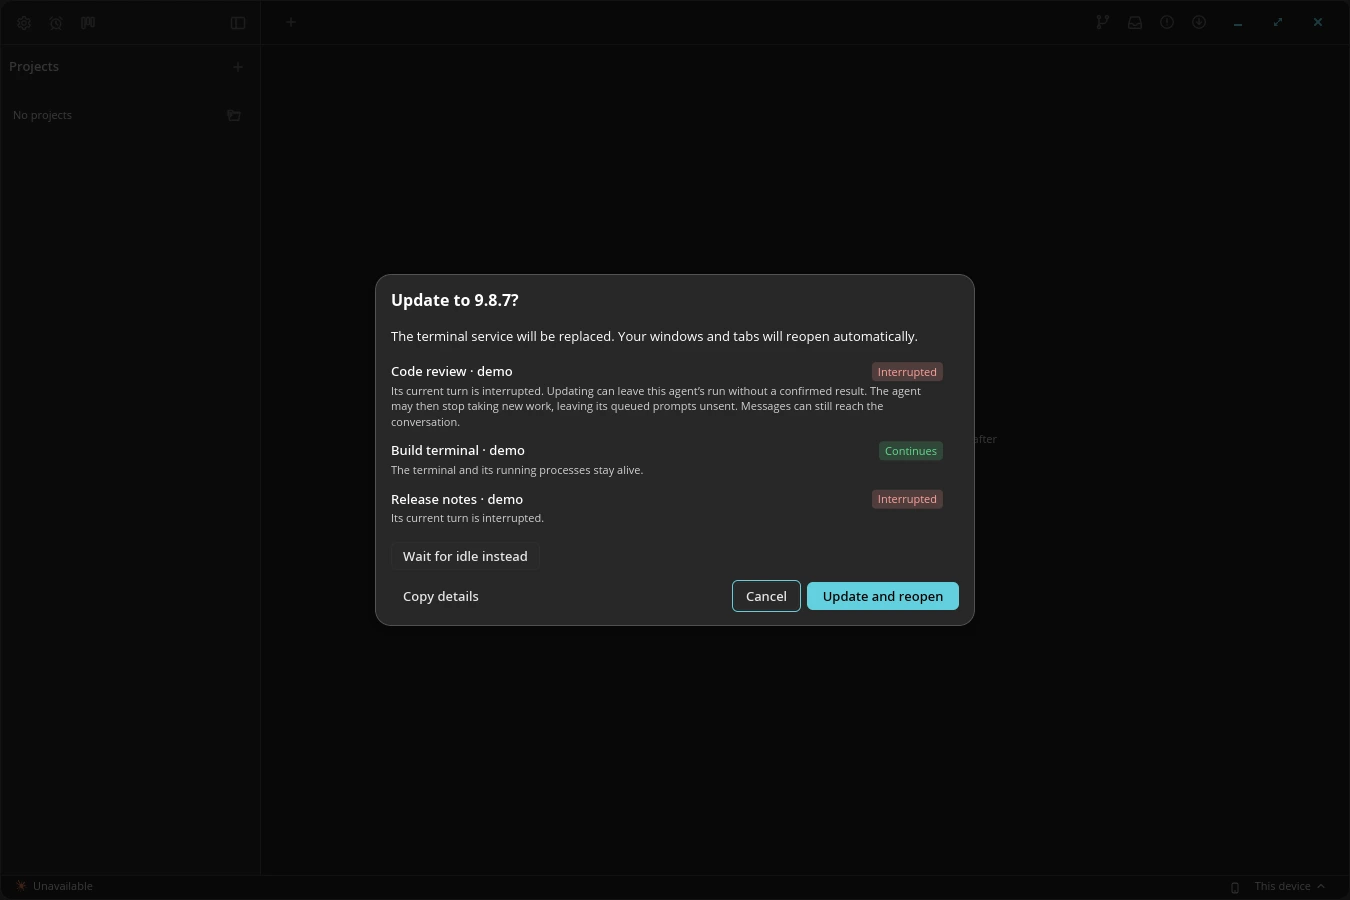 Projects
No projects
Update to 9.8.7?
The terminal service will be replaced. Your windows and tabs will reopen automatically.
Code review · demo
Interrupted
Its current turn is interrupted. Updating can leave this agent’s run without a confirmed result. The agent
may then stop taking new work, leaving its queued prompts unsent. Messages can still reach the
conversation.
after
Build terminal · demo
Continues
The terminal and its running processes stay alive.
Release notes · demo
Interrupted
Its current turn is interrupted.
Wait for idle instead
Copy details
Cancel
Update and reopen
Unavailable
This device